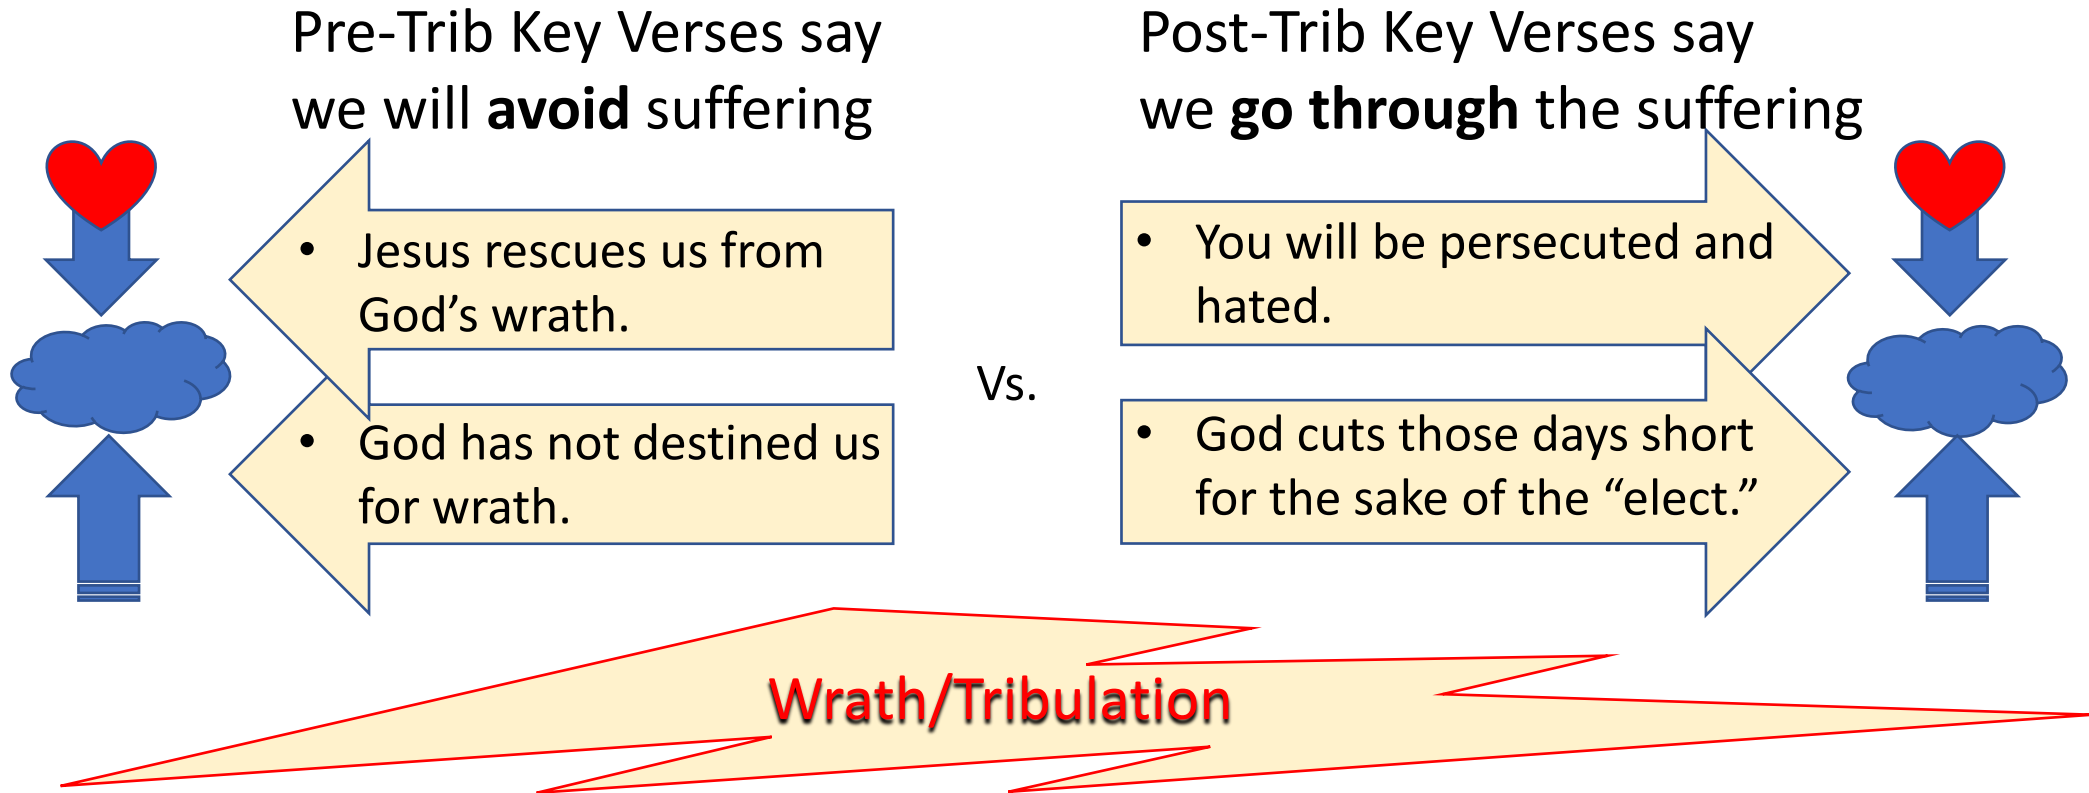 Pre-Trib Key Verses say
we will avoid suffering
• Jesus rescues us from
God’s wrath.
• God has not destined us
for wrath.
Vs.
Post-Trib Key Verses say
we go through the suffering
• You will be persecuted and
hated.
• God cuts those days short
for the sake of the “elect.”
Wrath/Tribulation